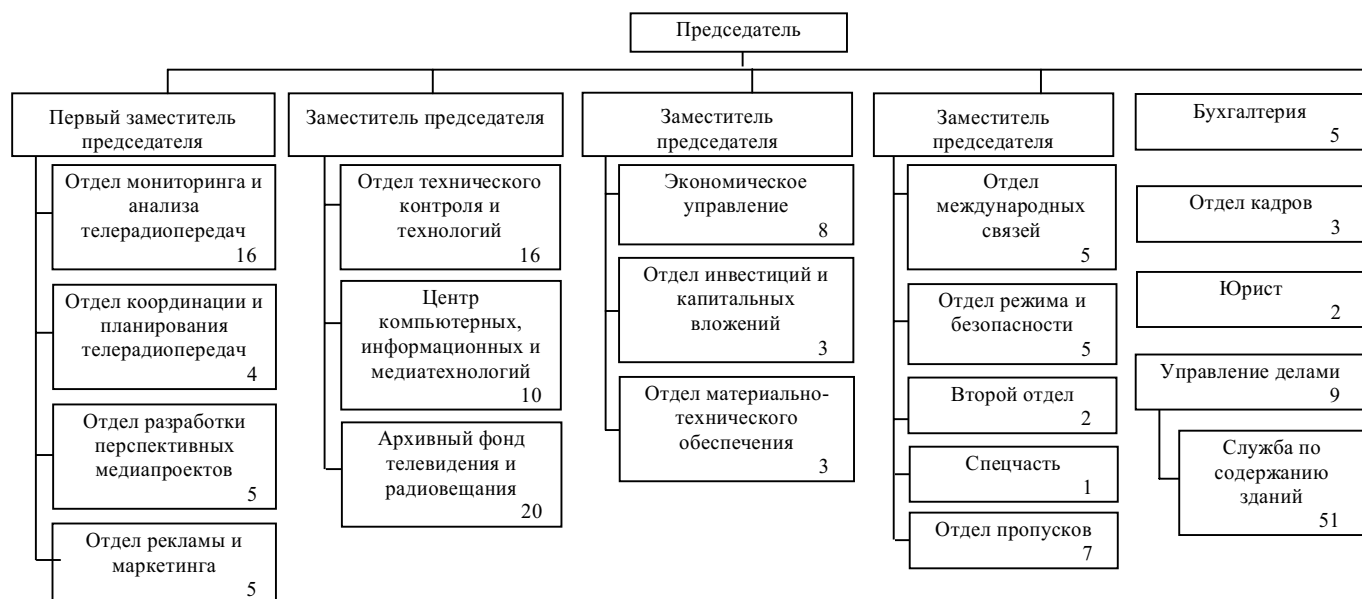 Председатель
Первый заместитель
председателя
Отдел мониторинга и
анализа
телерадиопередач
16
Отдел координации и
планирования
телерадиопередач
4
Отдел разработки
перспективных
медиапроектов
5
Отдел рекламы и
маркетинга
5
Заместитель председателя
Отдел технического
контроля и
технологий
16
Центр
компьютерных,
информационных и
медиатехнологий
10
Архивный фонд
телевидения и
радиовещания
20
Заместитель
председателя
Экономическое
управление
8
Отдел инвестиций и
капитальных
вложений
3
Отдел материально-
технического
обеспечения
3
Заместитель
председателя
Отдел
международных
связей
5
Отдел режима и
безопасности
5
Второй отдел
2
Спецчасть
1
Отдел пропусков
7
Бухгалтерия
5
Отдел кадров
3
Юрист
2
Управление делами
9
Служба по
содержанию
зданий
51